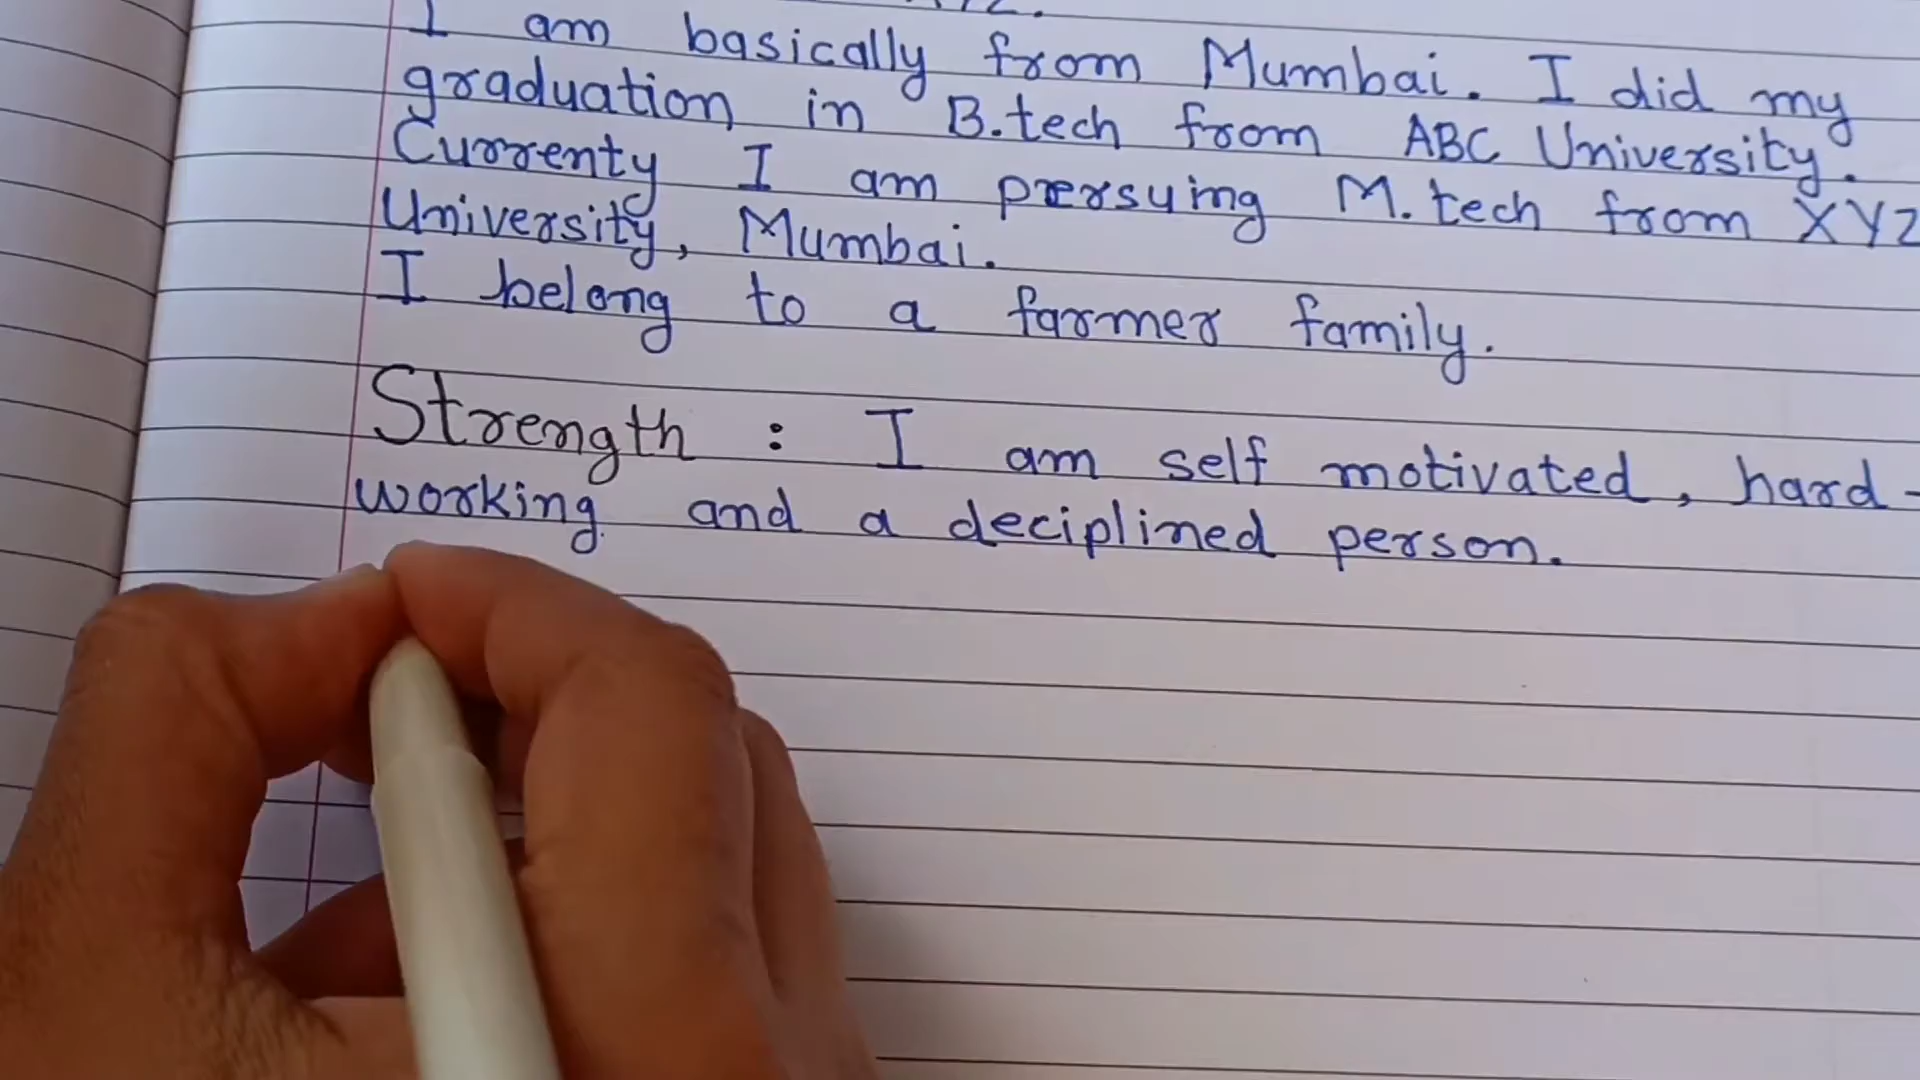 I am basically from Mumbai. I did my
graduation in B.tech from ABC University.
Currenty I am persuing M.tech from XYZ
University, Mumbai.
I belong to a farmer family.
Strength : I am self motivated, hard-
working and a deciplined person.